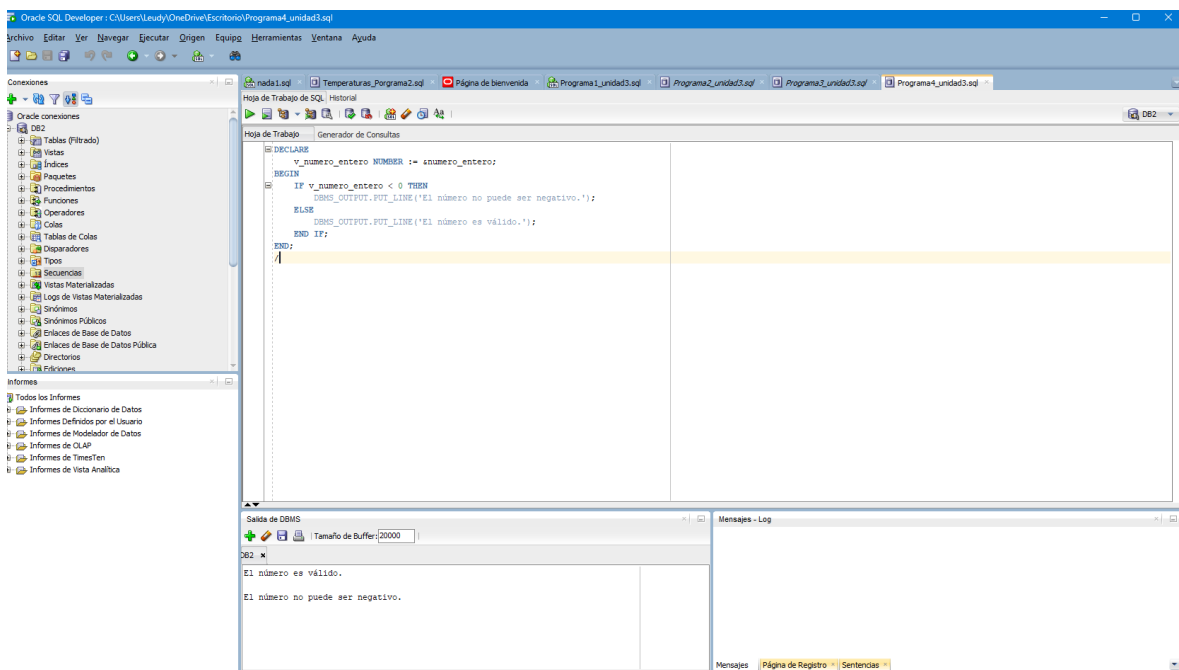 Oracle SQL Developer : C:\Users\Leudy\OneDrive\Escritorio\Programa4_unidad3.sql
Archivo Editar Ver Navegar Ejecutar Origen Equipo Herramientas Ventana Ayuda
Conexiones
nada1.sql Temperaturas_Porgrama2.sql Página de bienvenida Programa1_unidad3.sql Programa2_unidad3.sql Programa3_unidad3.sql Programa4_unidad3.sql
Hoja de Trabajo de SQL Historial
DB2
Hoja de Trabajo Generador de Consultas
Oracle conexiones
DB2
Tablas (Filtrado)
Vistas
Índices
Paquetes
Procedimientos
Funciones
Operadores
Colas
Tablas de Colas
Disparadores
Tipos
Secuencias
Vistas Materializadas
Logs de Vistas Materializadas
Sinónimos
Sinónimos Públicos
Enlaces de Base de Datos
Enlaces de Base de Datos Pública
Directorios
Ediciones
DECLARE
v_numero_entero NUMBER := &numero_entero;
BEGIN
IF v_numero_entero < 0 THEN
DBMS_OUTPUT.PUT_LINE('El número no puede ser negativo.');
ELSE
DBMS_OUTPUT.PUT_LINE('El número es válido.');
END IF;
END;
/
Informes
Todos los Informes
Informes de Diccionario de Datos
Informes Definidos por el Usuario
Informes de Modelador de Datos
Informes de OLAP
Informes de TimesTen
Informes de Vista Analítica
Salida de DBMS
Tamaño de Buffer: 20000
DB2
El número es válido.
El número no puede ser negativo.
Mensajes - Log
Mensajes Página de Registro Sentencias